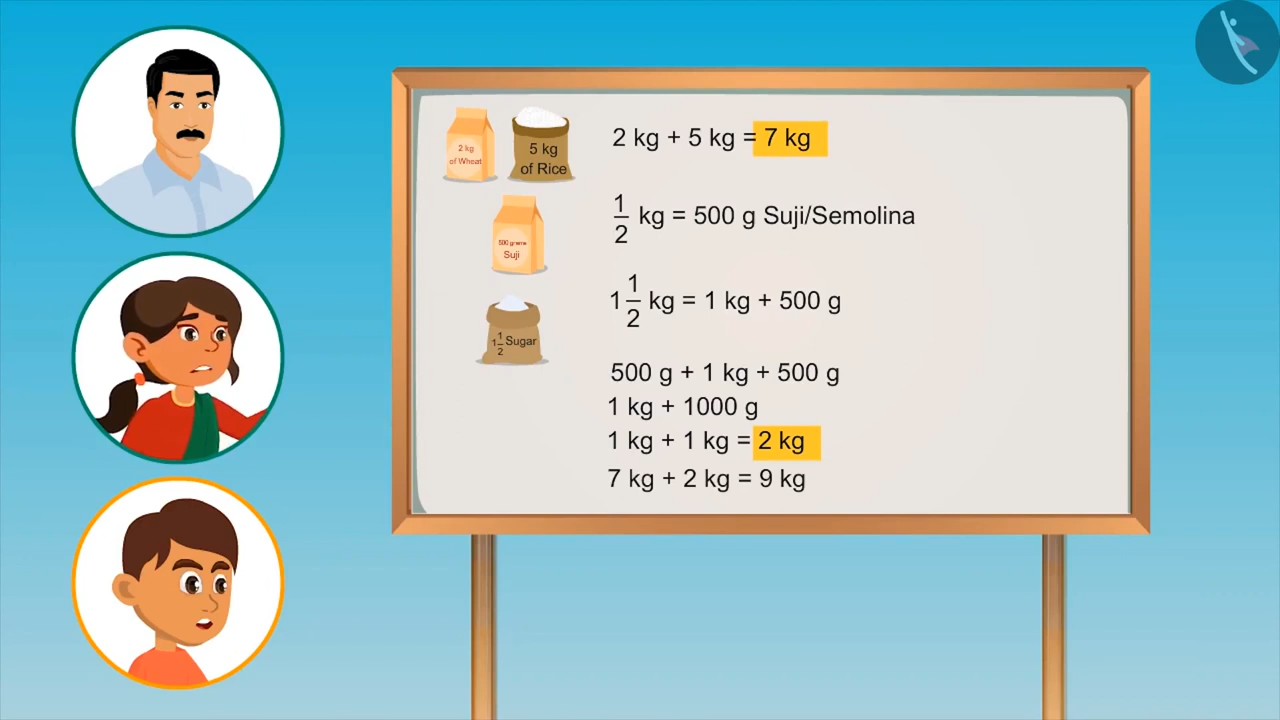 2 kg
of Wheat
5 kg
of Rice
2 kg + 5 kg = 7 kg
500 grams
Suji
1/2 kg = 500 g Suji/Semolina
1 1/2 Sugar
1 1/2 kg = 1 kg + 500 g
500 g + 1 kg + 500 g
1 kg + 1000 g
1 kg + 1 kg = 2 kg
7 kg + 2 kg = 9 kg